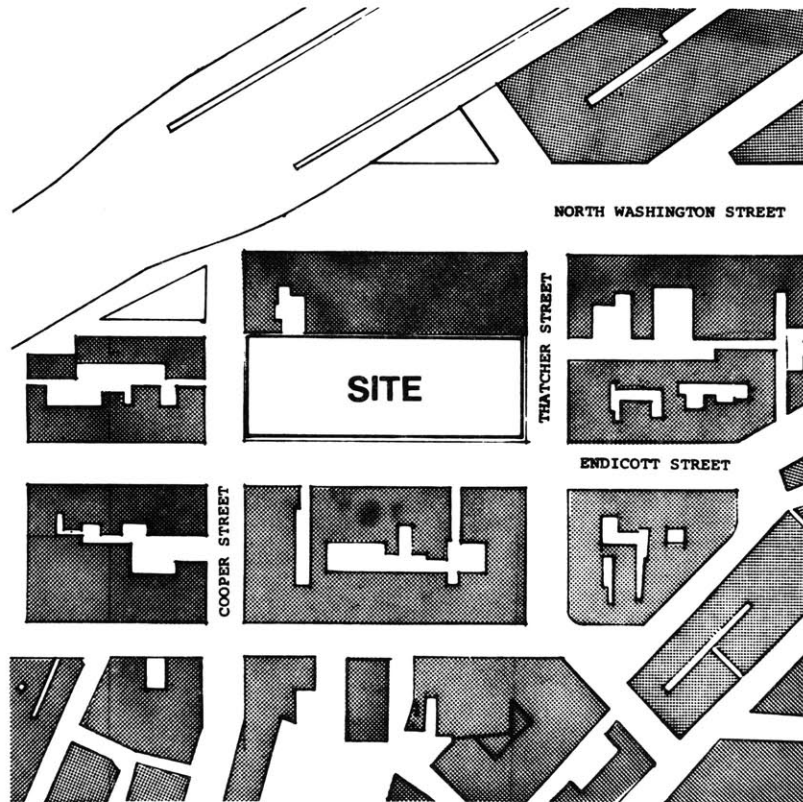 NORTH WASHINGTON STREET
THATCHER STREET
SITE
ENDICOTT STREET
COOPER STREET